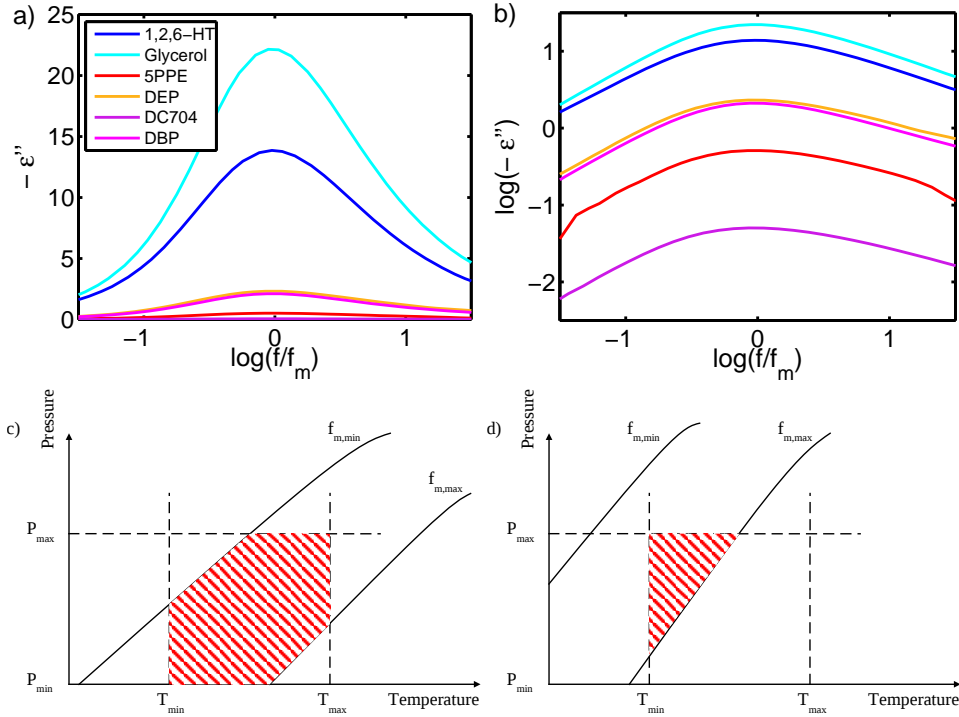 a)
25
20
15
10
5
0
− ε''
1,2,6−HT
Glycerol
5PPE
DEP
DC704
DBP
−1
0
1
log(f/f_m)
b)
1
0
−1
−2
log(− ε'')
−1
0
1
log(f/f_m)
c)
Pressure
f_m,min
f_m,max
P_max
P_min
T_min
T_max
Temperature
d)
Pressure
f_m,min
f_m,max
P_max
P_min
T_min
T_max
Temperature